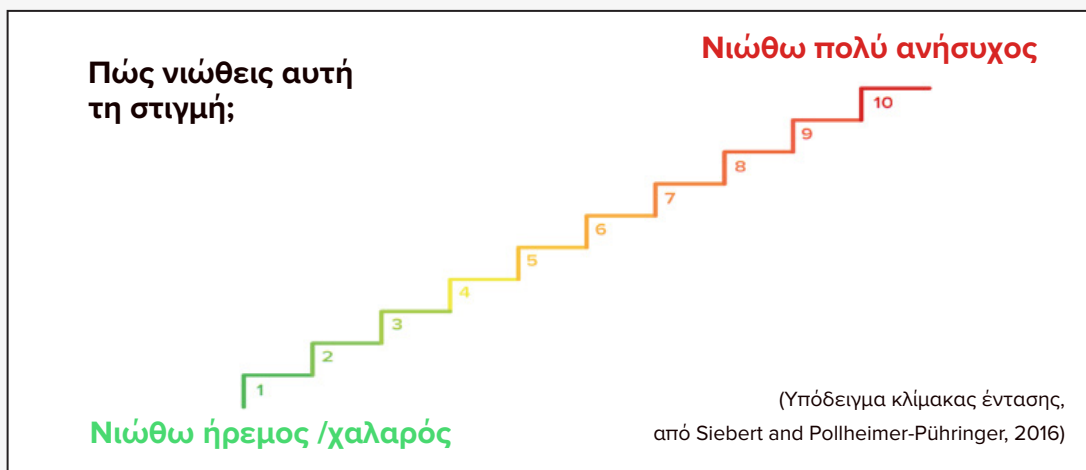 Νιώθω πολύ ανήσυχος
Πώς νιώθεις αυτή
τη στιγμή;
10
9
8
7
6
5
4
3
2
1
Νιώθω ήρεμος /χαλαρός
(Υπόδειγμα κλίμακας έντασης,
από Siebert and Pollheimer-Pühringer, 2016)